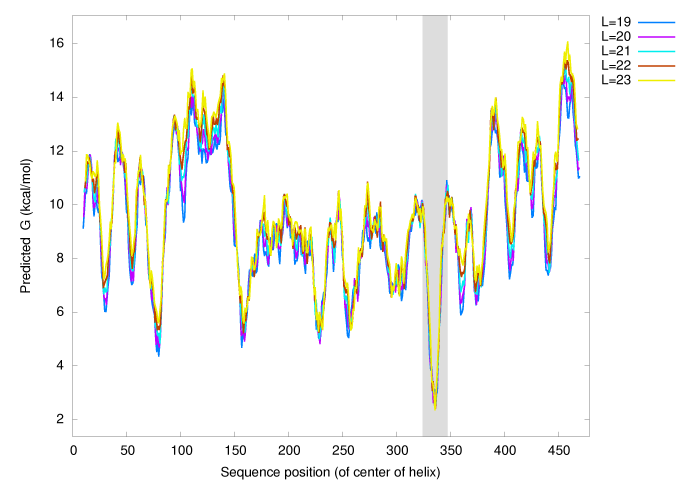 L=19
L=20
L=21
L=22
L=23
16
14
12
10
8
6
4
2
Predicted G (kcal/mol)
0 50 100 150 200 250 300 350 400 450
Sequence position (of center of helix)